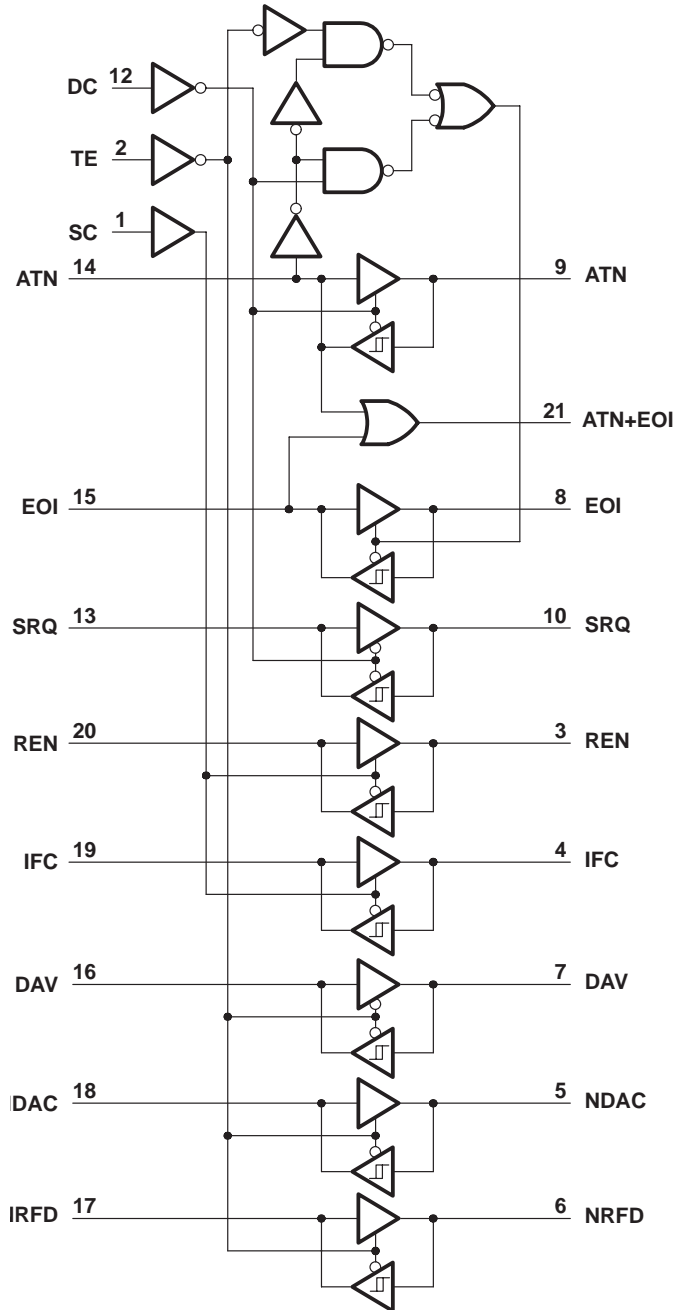 DC 12
TE 2
SC 1
ATN 14 9 ATN
21 ATN+EOI
EOI 15 8 EOI
SRQ 13 10 SRQ
REN 20 3 REN
IFC 19 4 IFC
DAV 16 7 DAV
IDAC 18 5 NDAC
IRFD 17 6 NRFD